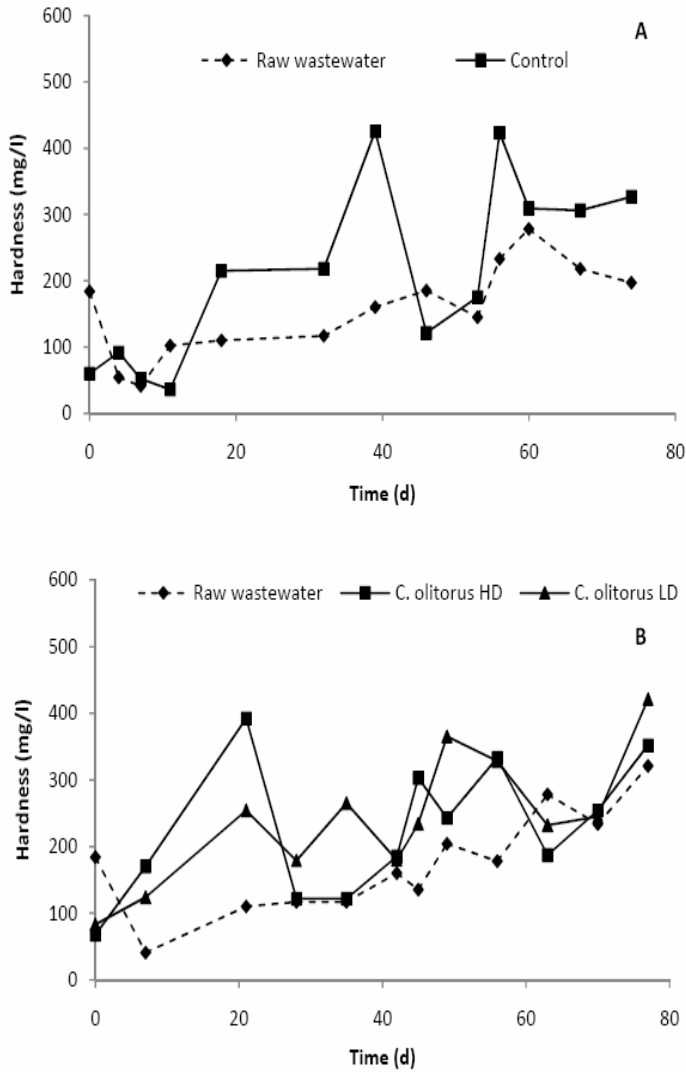 600
A
Raw wastewater
Control
500
400
300
200
100
0
Hardness (mg/l)
0 20 40 60 80
Time (d)
600
Raw wastewater
C. olitorus HD
C. olitorus LD
B
500
400
300
200
100
0
Hardness (mg/l)
0 20 40 60 80
Time (d)